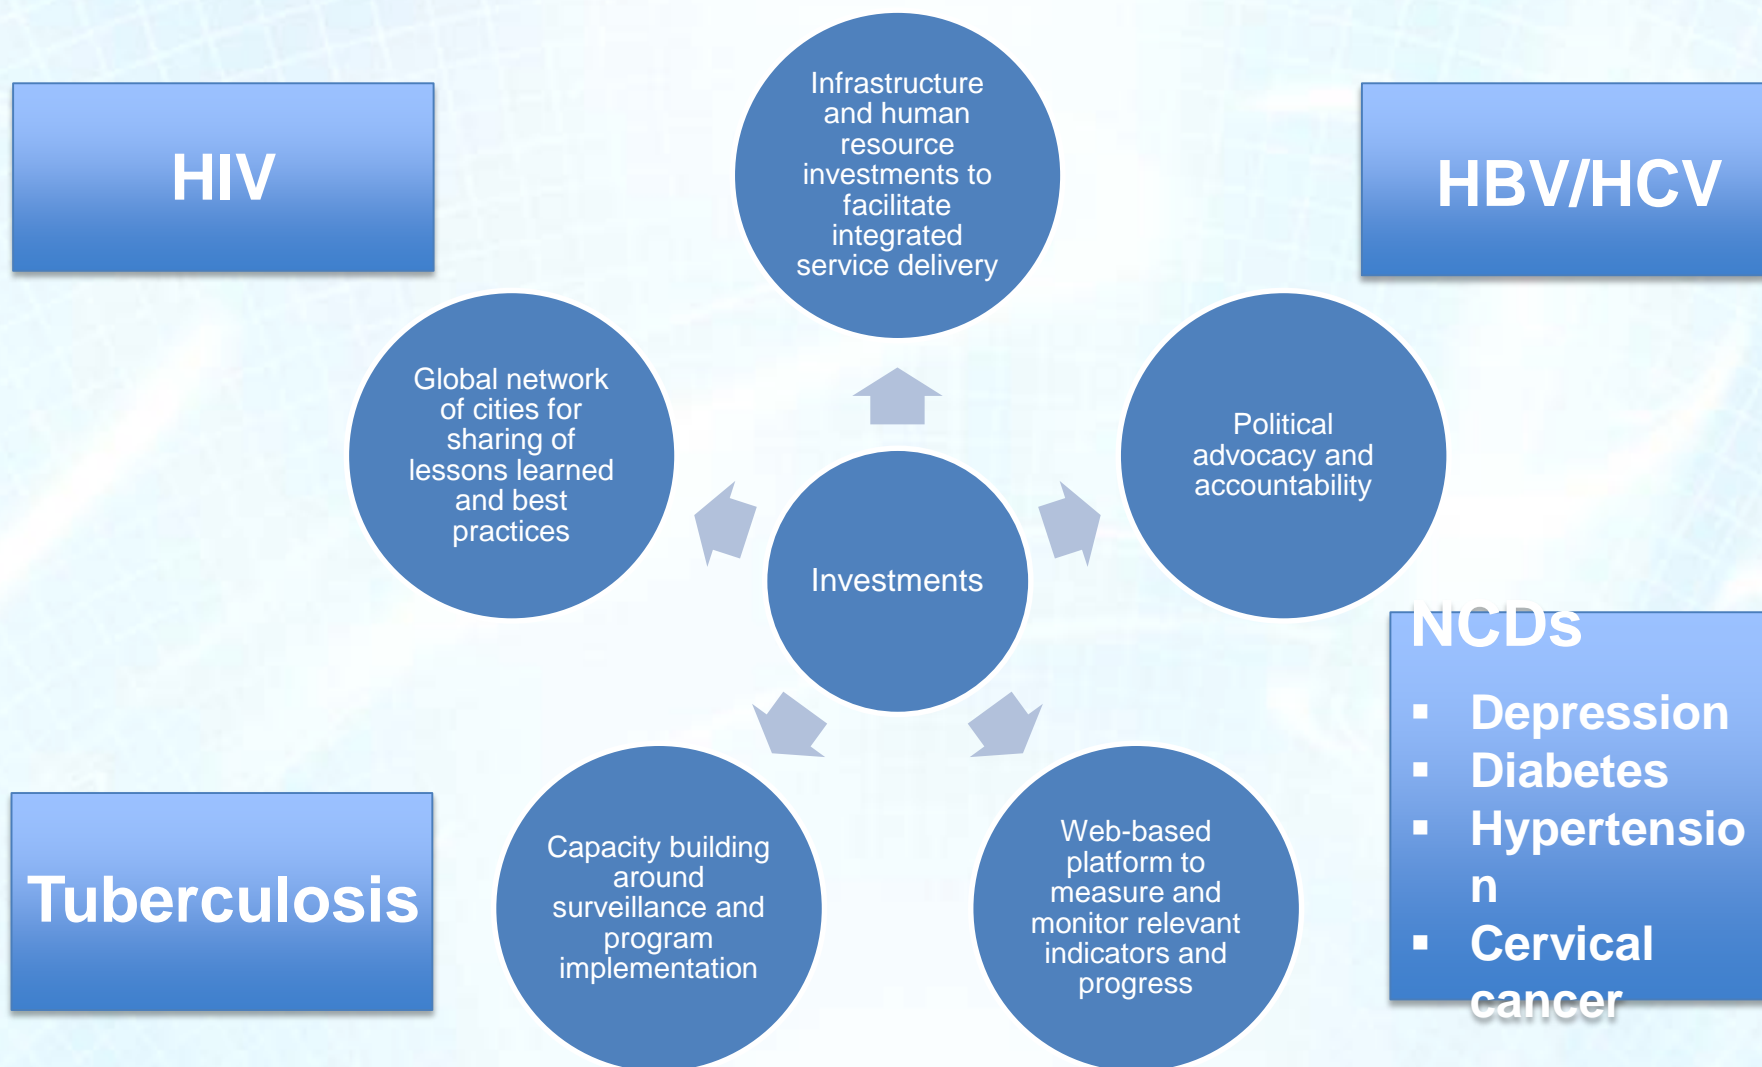 HIV
Infrastructure
and human
resource
investments to
facilitate
integrated
service delivery
HBV/HCV
Global network
of cities for
sharing of
lessons learned
and best
practices
Political
advocacy and
accountability
Investments
NCDs
▪ Depression
▪ Diabetes
▪ Hypertensio
n
▪ Cervical
cancer
Tuberculosis
Capacity building
around
surveillance and
program
implementation
Web-based
platform to
measure and
monitor relevant
indicators and
progress